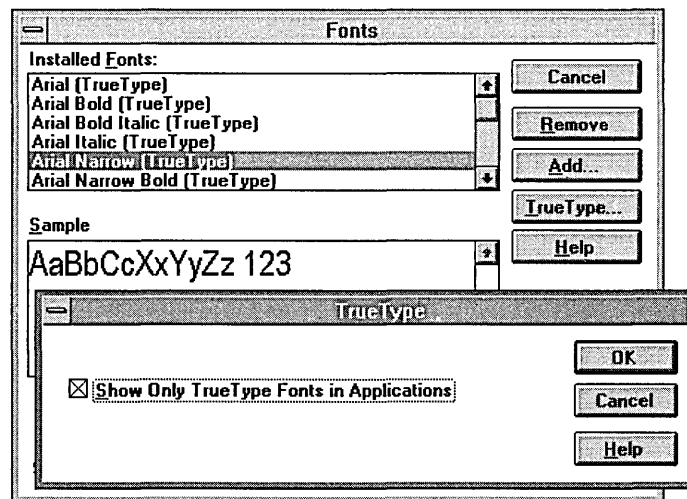 Fonts
Installed Fonts:
Arial (TrueType)
Arial Bold (TrueType)
Arial Bold Italic (TrueType)
Arial Italic (TrueType)
Arial Narrow (TrueType)
Arial Narrow Bold (TrueType)
Cancel
Remove
Add...
TrueType...
Help
Sample
AaBbCcXxYyZz 123
TrueType
Show Only TrueType Fonts in Applications
OK
Cancel
Help